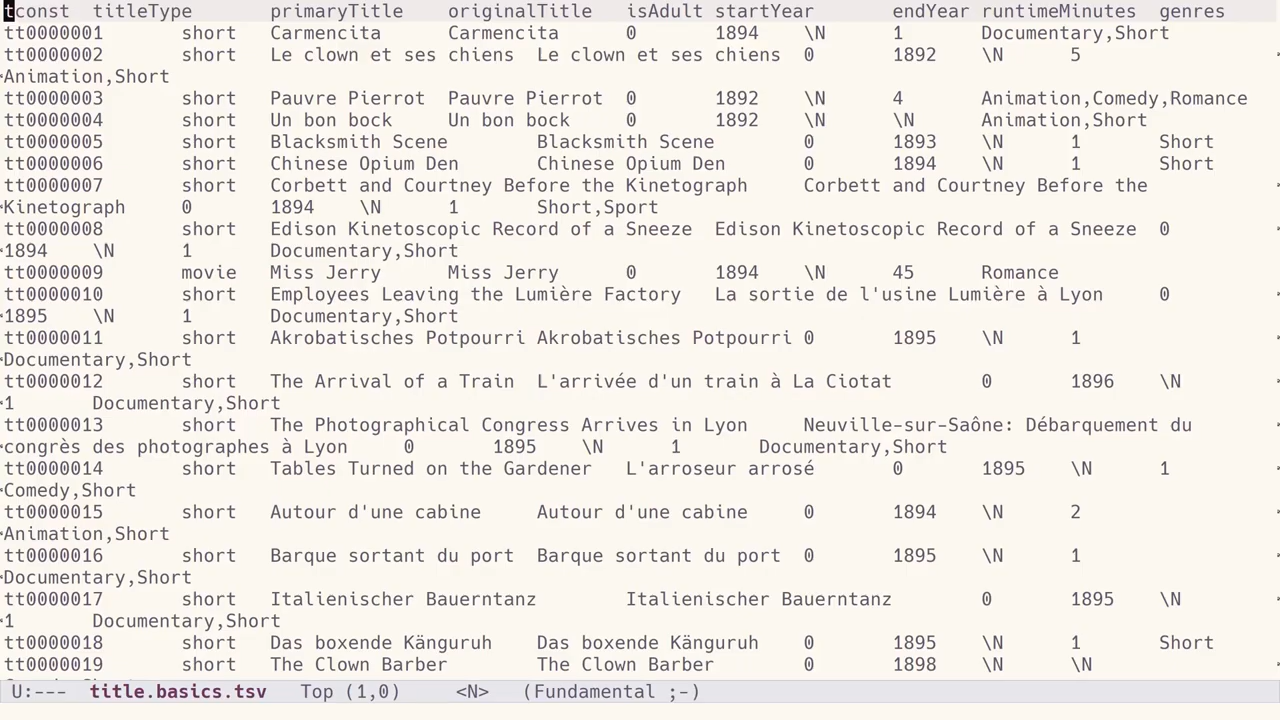 tconst titleType primaryTitle originalTitle isAdult startYear endYear runtimeMinutes genres
tt0000001 short Carmencita Carmencita 0 1894 \N 1 Documentary,Short
tt0000002 short Le clown et ses chiens Le clown et ses chiens 0 1892 \N 5
Animation,Short
tt0000003 short Pauvre Pierrot Pauvre Pierrot 0 1892 \N 4 Animation,Comedy,Romance
tt0000004 short Un bon bock Un bon bock 0 1892 \N \N Animation,Short
tt0000005 short Blacksmith Scene Blacksmith Scene 0 1893 \N 1 Short
tt0000006 short Chinese Opium Den Chinese Opium Den 0 1894 \N 1 Short
tt0000007 short Corbett and Courtney Before the Kinetograph Corbett and Courtney Before the
Kinetograph 0 1894 \N 1 Short,Sport
tt0000008 short Edison Kinetoscopic Record of a Sneeze Edison Kinetoscopic Record of a Sneeze 0
1894 \N 1 Documentary,Short
tt0000009 movie Miss Jerry Miss Jerry 0 1894 \N 45 Romance
tt0000010 short Employees Leaving the Lumière Factory La sortie de l'usine Lumière à Lyon 0
1895 \N 1 Documentary,Short
tt0000011 short Akrobatisches Potpourri Akrobatisches Potpourri 0 1895 \N 1
Documentary,Short
tt0000012 short The Arrival of a Train L'arrivée d'un train à La Ciotat 0 1896 \N
1 Documentary,Short
tt0000013 short The Photographical Congress Arrives in Lyon Neuville-sur-Saône: Débarquement du
congrès des photographes à Lyon 0 1895 \N 1 Documentary,Short
tt0000014 short Tables Turned on the Gardener L'arroseur arrosé 0 1895 \N 1
Comedy,Short
tt0000015 short Autour d'une cabine Autour d'une cabine 0 1894 \N 2
Animation,Short
tt0000016 short Barque sortant du port Barque sortant du port 0 1895 \N 1
Documentary,Short
tt0000017 short Italienischer Bauerntanz Italienischer Bauerntanz 0 1895 \N
1 Documentary,Short
tt0000018 short Das boxende Känguruh Das boxende Känguruh 0 1895 \N 1 Short
tt0000019 short The Clown Barber The Clown Barber 0 1898 \N \N
U:--- title.basics.tsv Top (1,0) <N> (Fundamental ;-)